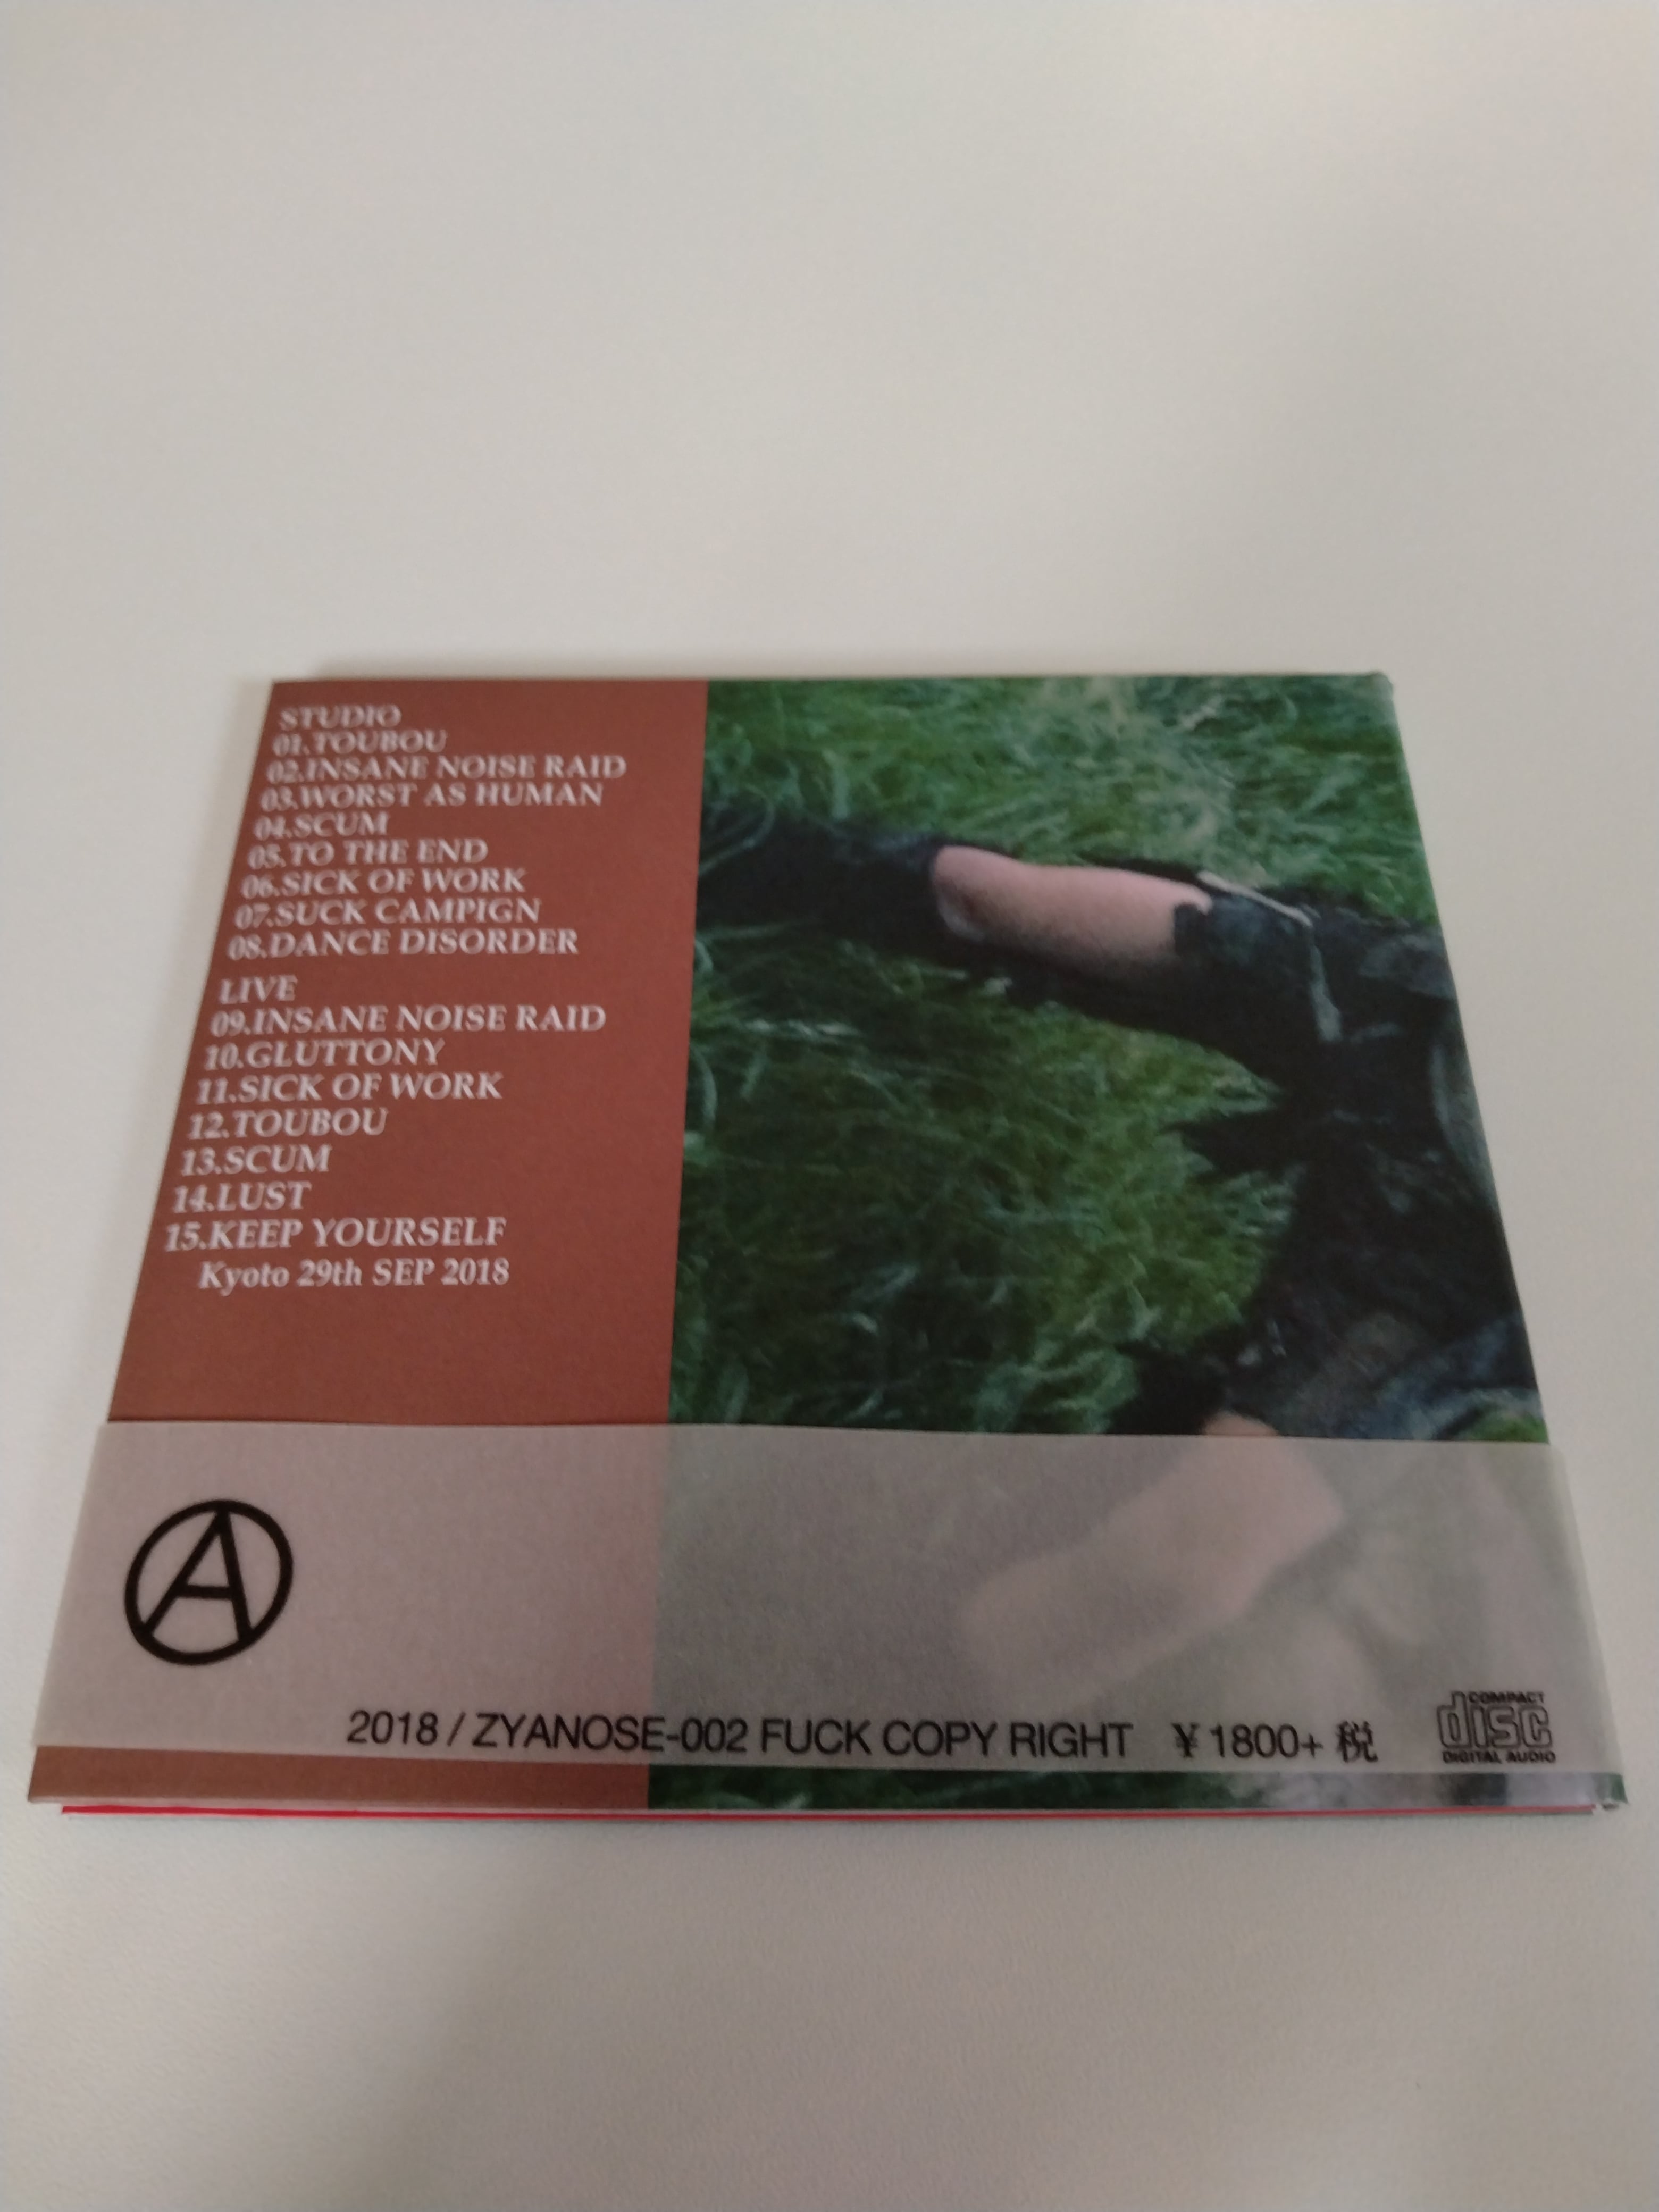 STUDIO
01.TOUBOU
02.INSANE NOISE RAID
03.WORST AS HUMAN
04.SCUM
05.TO THE END
06.SICK OF WORK
07.SUCK CAMPIGN
08.DANCE DISORDER
LIVE
09.INSANE NOISE RAID
10.GLUTTONY
11.SICK OF WORK
12.TOUBOU
13.SCUM
14.LUST
15.KEEP YOURSELF
Kyoto 29th SEP 2018
A
2018 / ZYANOSE-002 FUCK COPY RIGHT ¥ 1800+ 税
COMPACT
disc
DIGITAL AUDIO